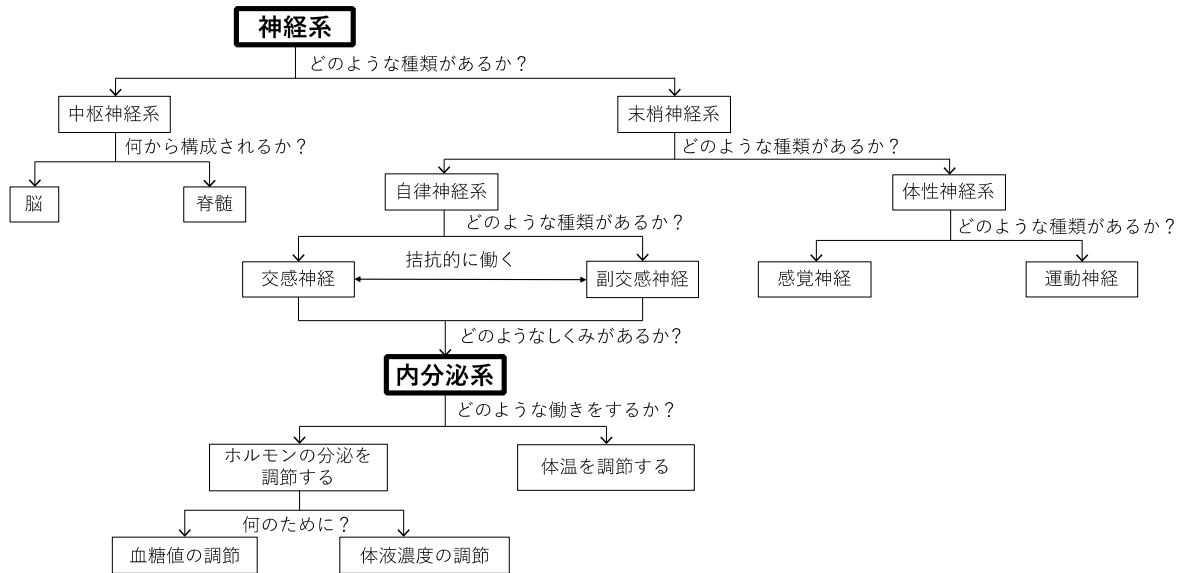 神経系
どのような種類があるか？
中枢神経系
末梢神経系
何から構成されるか？
どのような種類があるか？
脳
脊髄
自律神経系
体性神経系
どのような種類があるか？
どのような種類があるか？
交感神経
拮抗的に働く
副交感神経
感覚神経
運動神経
どのようなしくみがあるか？
内分泌系
どのような働きをするか？
ホルモンの分泌を
調節する
体温を調節する
何のために？
血糖値の調節
体液濃度の調節